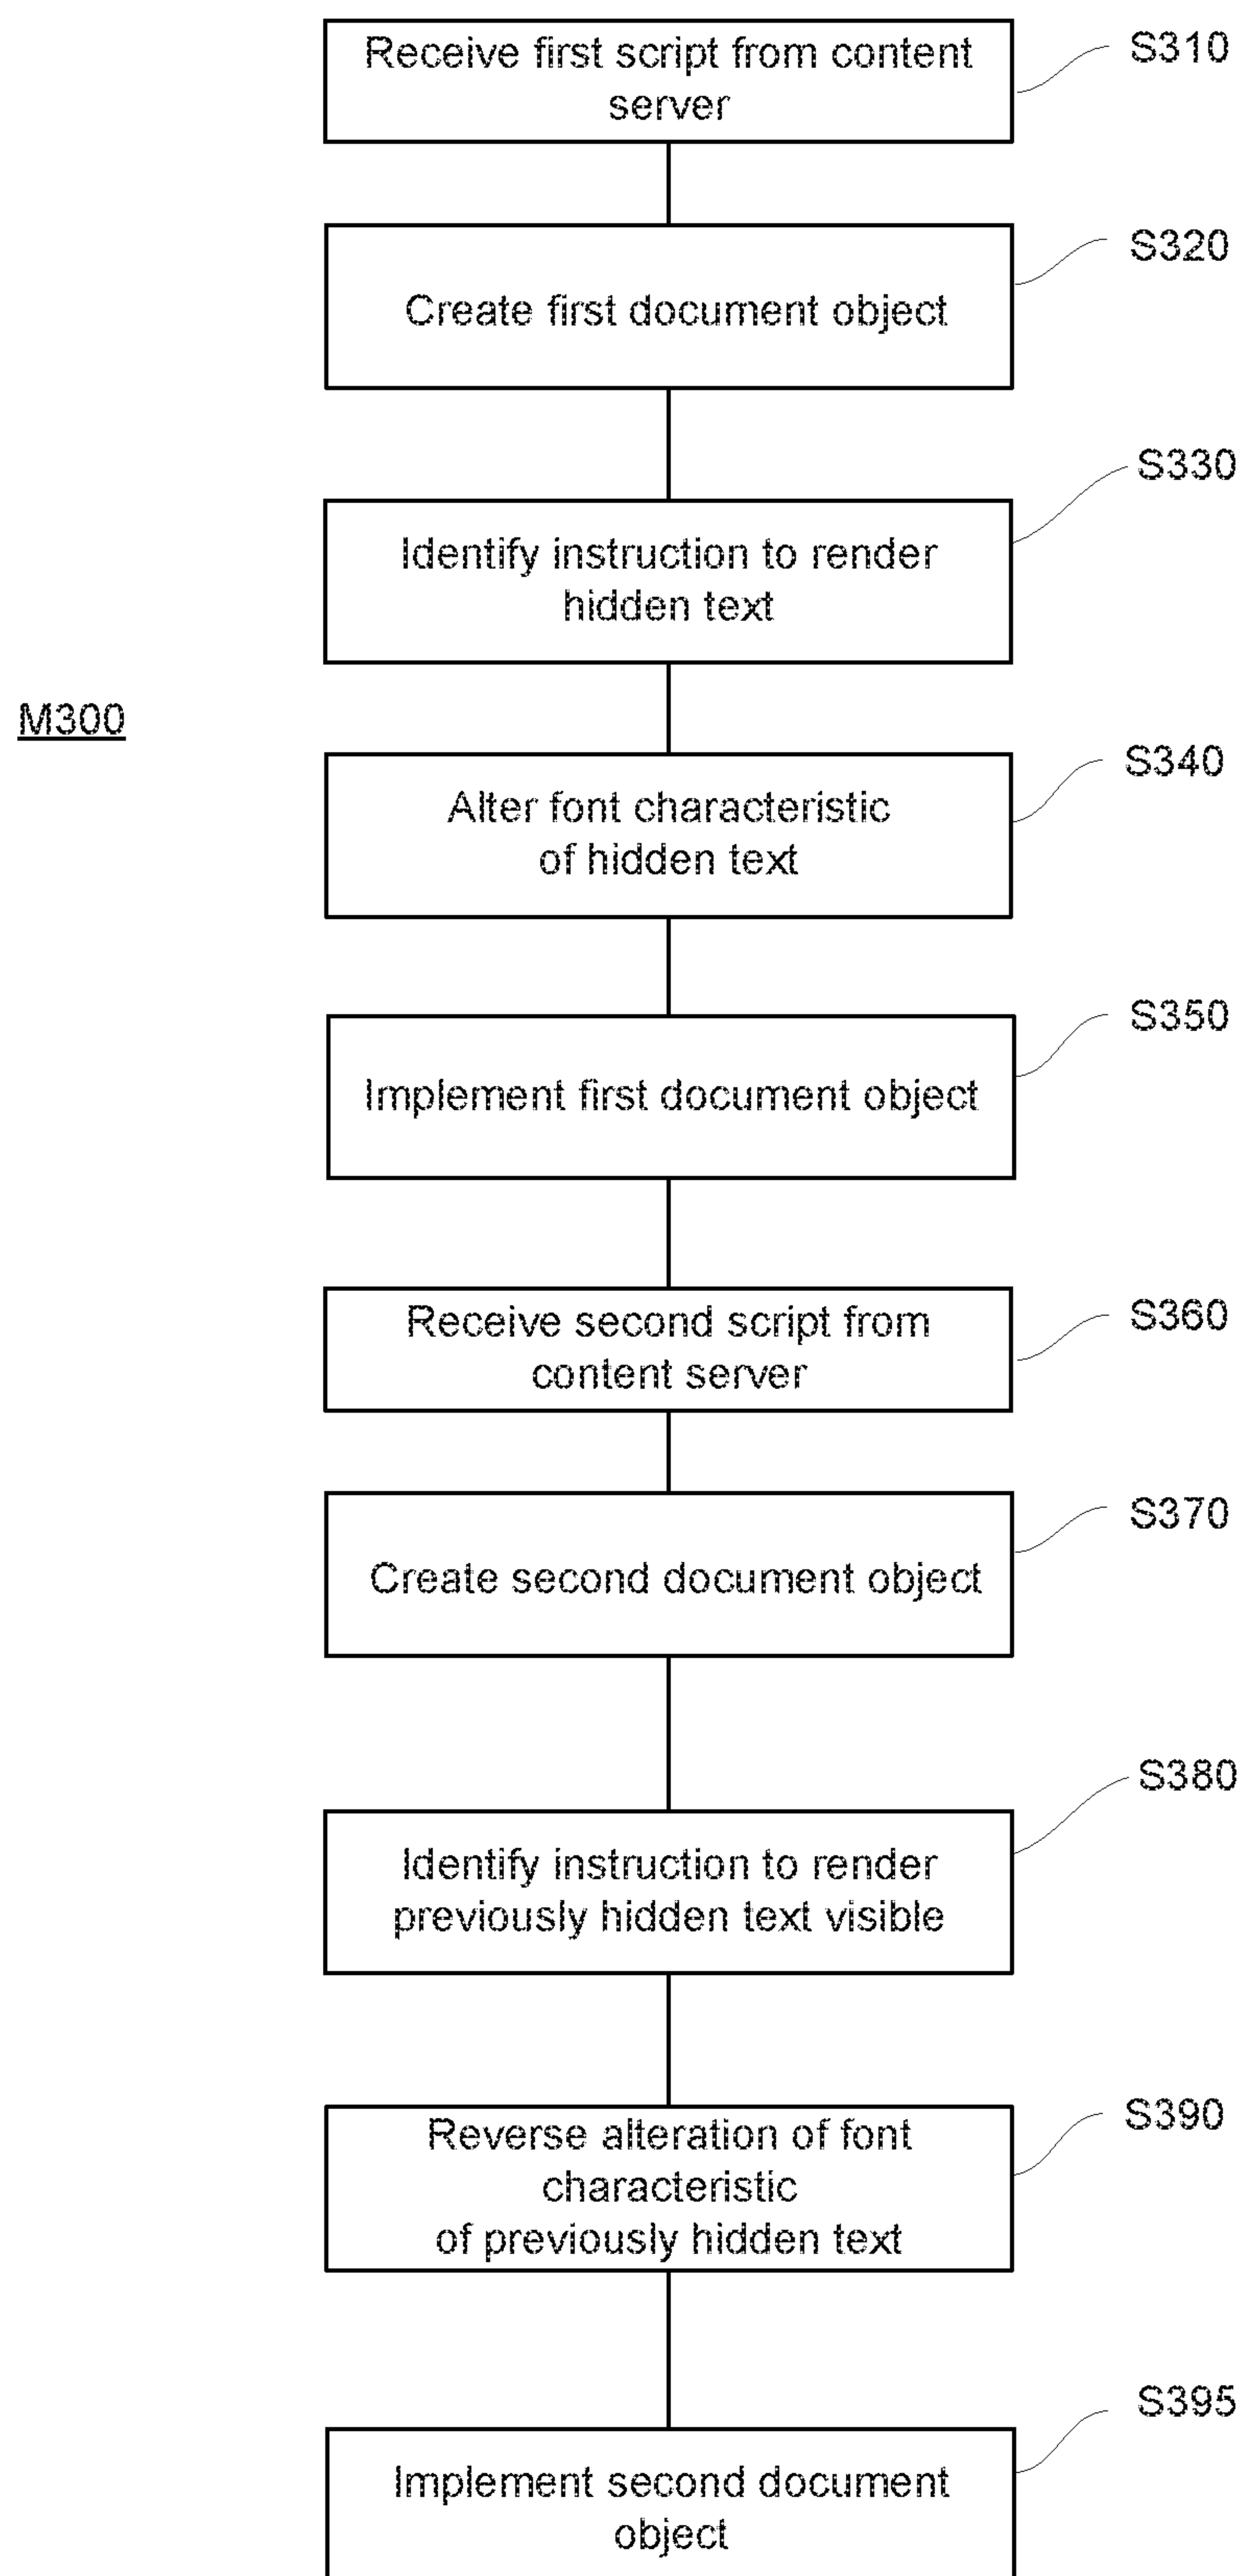 Receive first script from content
server
S310
Create first document object
S320
Identify instruction to render
hidden text
S330
M300
Alter font characteristic
of hidden text
S340
Implement first document object
S350
Receive second script from
content server
S360
Create second document object
S370
Identify instruction to render
previously hidden text visible
S380
Reverse alteration of font
characteristic
of previously hidden text
S390
Implement second document
object
S395